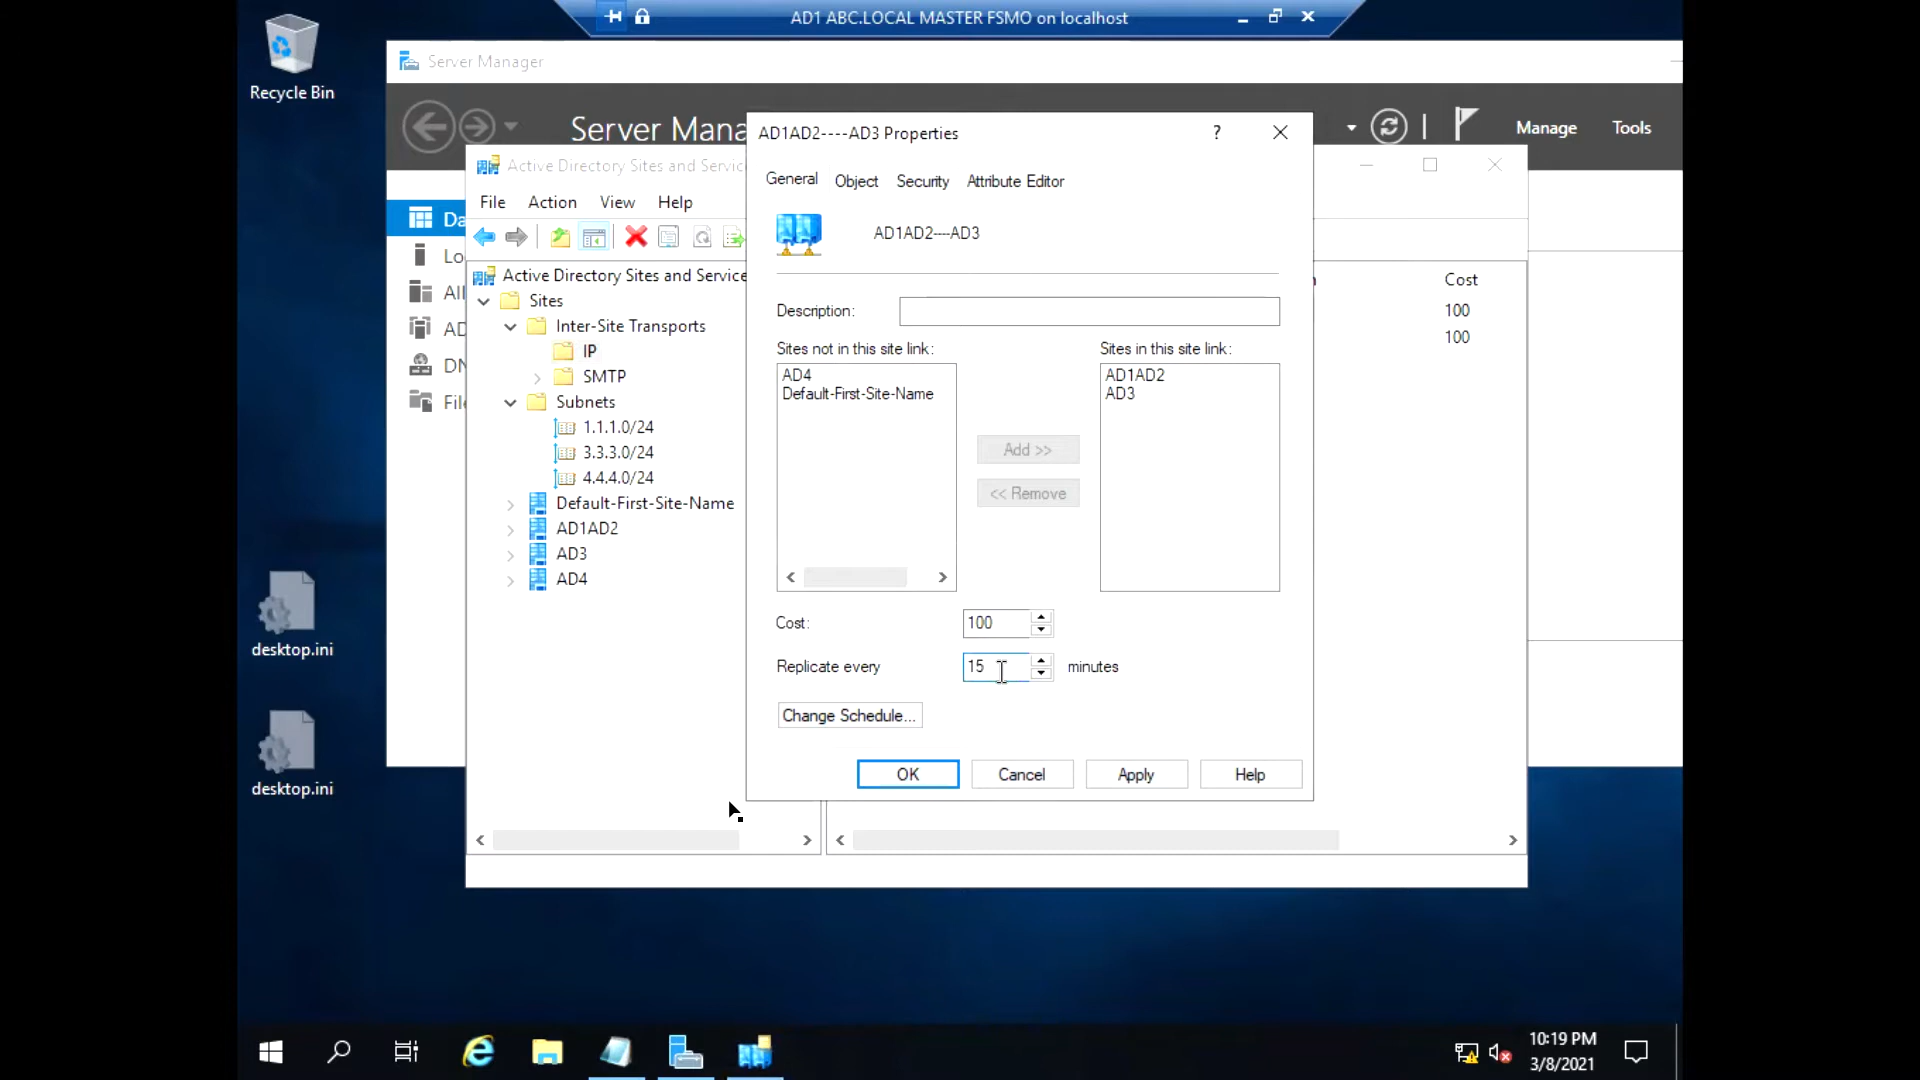 AD1 ABC.LOCAL MASTER FSMO on localhost
Recycle Bin
Server Manager
Server Mana
Manage
Tools
AD1AD2----AD3 Properties
?
Active Directory Sites and Servic
File
Action
View
Help
General
Object
Security
Attribute Editor
AD1AD2----AD3
Da
Lo
All
AD
DN
File
Active Directory Sites and Service
Sites
Inter-Site Transports
IP
SMTP
Subnets
1.1.1.0/24
3.3.3.0/24
4.4.4.0/24
Default-First-Site-Name
AD1AD2
AD3
AD4
Cost
100
100
Description:
Sites not in this site link:
AD4
Default-First-Site-Name
Add >>
<< Remove
Sites in this site link:
AD1AD2
AD3
Cost:
100
Replicate every
15
minutes
Change Schedule...
OK
Cancel
Apply
Help
desktop.ini
desktop.ini
10:19 PM
3/8/2021